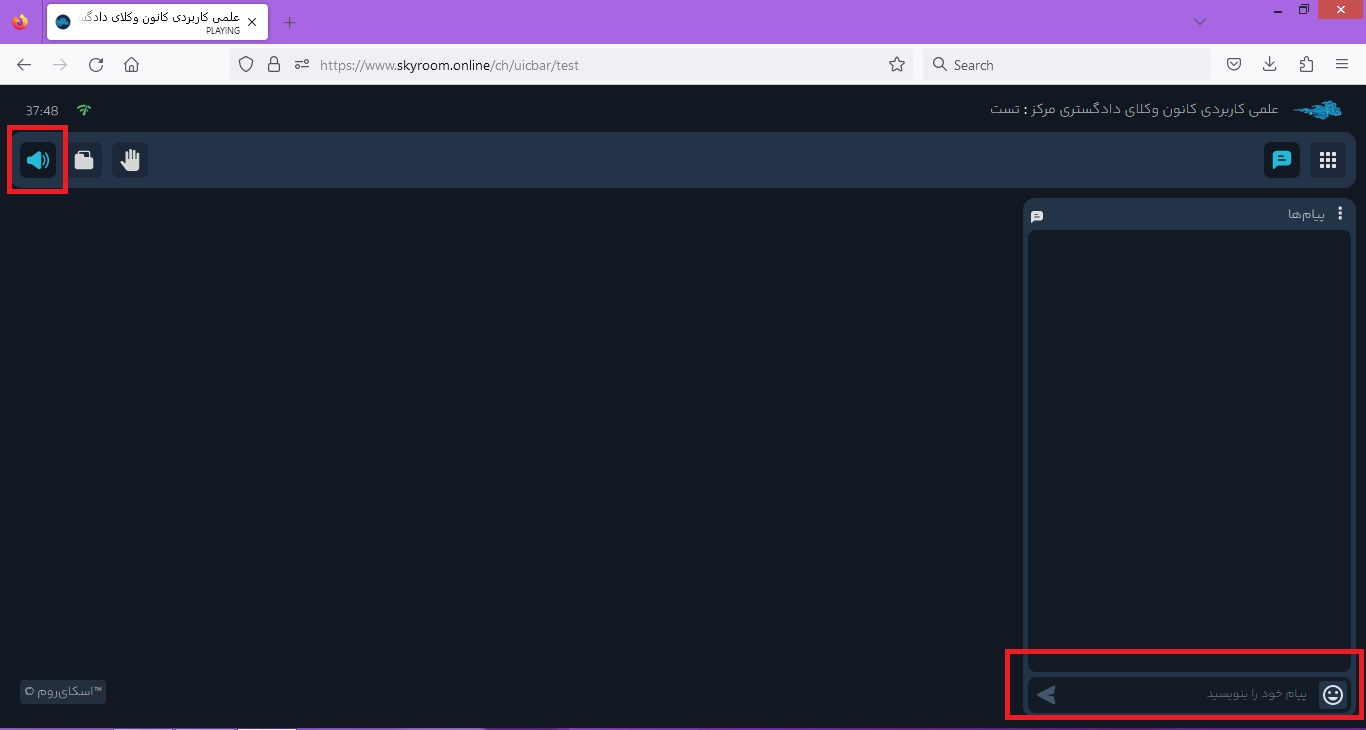 علمی کاربردی کانون وکلای دادگس
PLAYING
https://www.skyroom.online/ch/uicbar/test
Search
37:48
علمی کاربردی کانون وکلای دادگستری مرکز : تست
پیام‌ها
پیام خود را بنویسید
© اسکای‌روم™